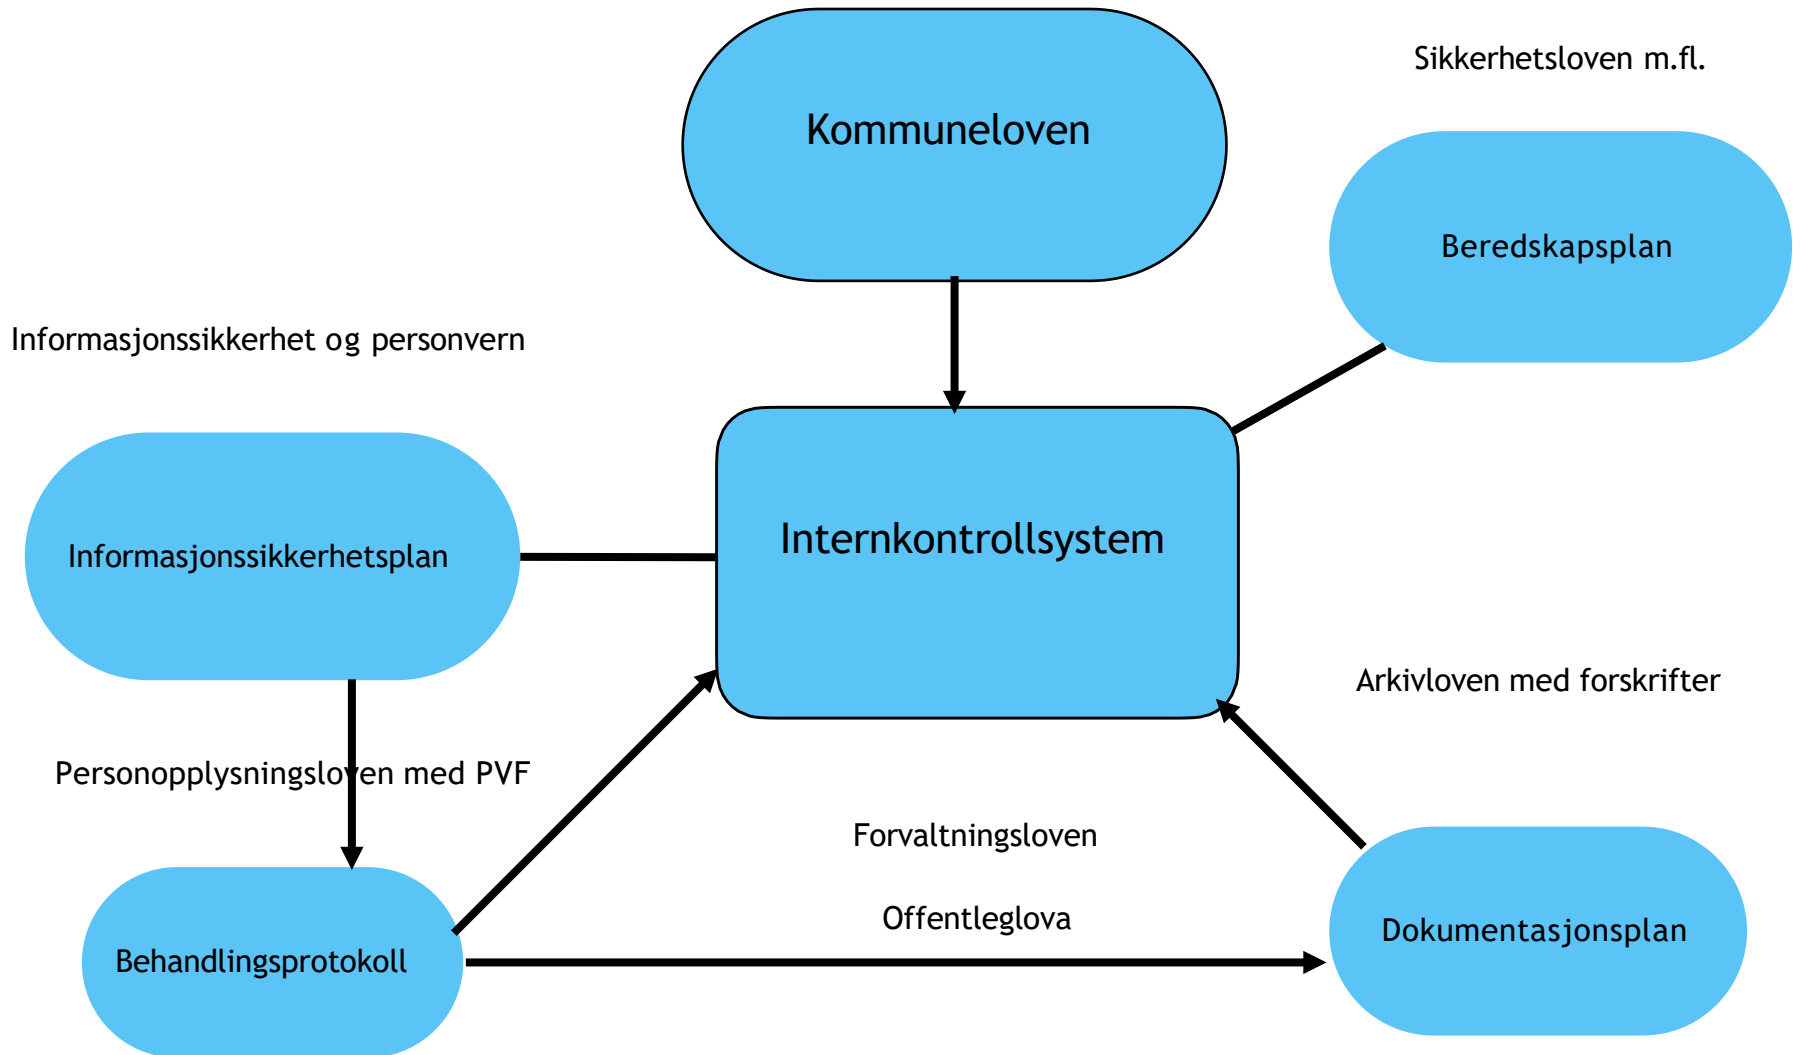 Sikkerhetsloven m.fl.
Kommuneloven
Beredskapsplan
Informasjonssikkerhet og personvern
Internkontrollsystem
Informasjonssikkerhetsplan
Arkivloven med forskrifter
Personopplysningsloven med PVF
Forvaltningsloven
Offentleglova
Dokumentasjonsplan
Behandlingsprotokoll